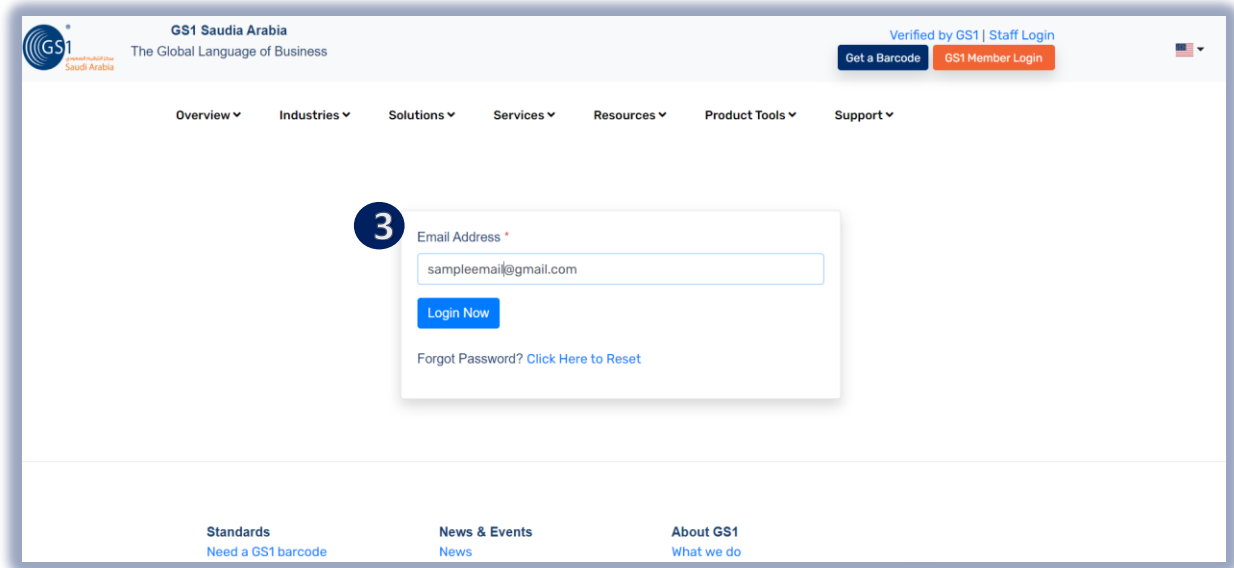 GS1
Saudi Arabia
GS1 Saudia Arabia
The Global Language of Business
Verified by GS1 | Staff Login
Get a Barcode
GS1 Member Login
Overview
Industries
Solutions
Services
Resources
Product Tools
Support
3
Email Address *
sampleemail@gmail.com
Login Now
Forgot Password? Click Here to Reset
Standards
News & Events
About GS1
Need a GS1 barcode
News
What we do